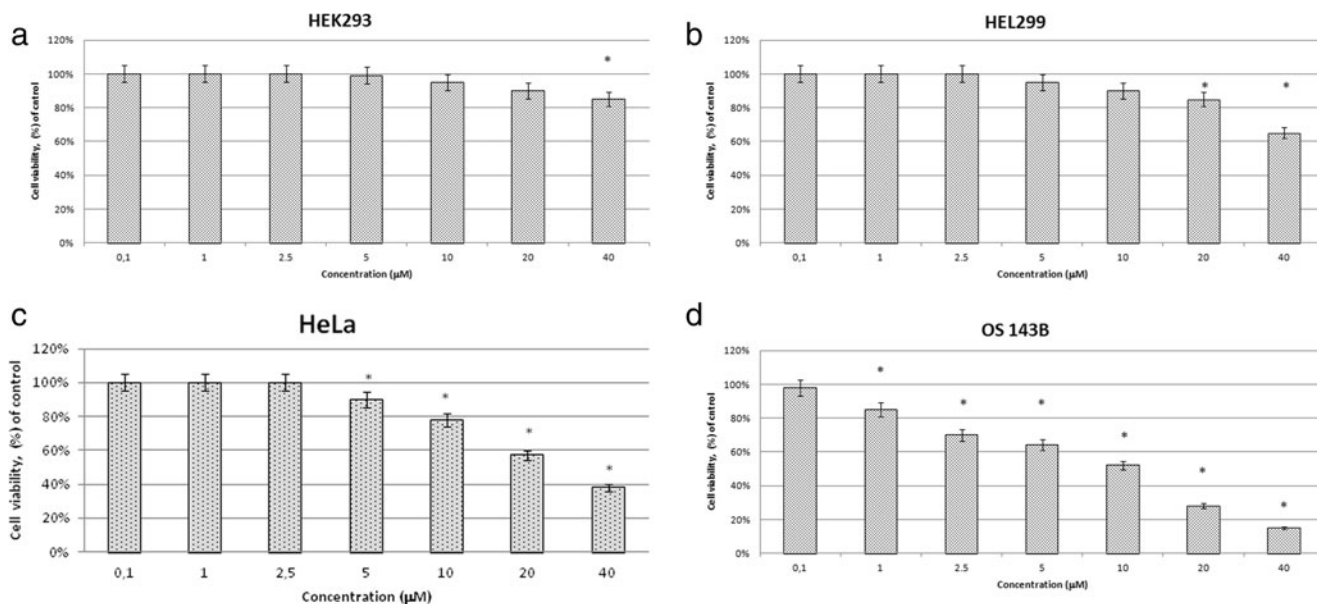 a
HEK293
Cell viability, (%) of cntrol
120%
100%
80%
60%
40%
20%
0%
0,1 1 2.5 5 10 20 40
Concentration (µM)
*
b
HEL299
Cell viability, (%) of cntrol
120%
100%
80%
60%
40%
20%
0%
0,1 1 2.5 5 10 20 40
Concentration (µM)
* *
c
HeLa
Cell viability, (%) of control
120%
100%
80%
60%
40%
20%
0%
0,1 1 2,5 5 10 20 40
Concentration (µM)
* * * *
d
OS 143B
Cell viability, (%) of cntrol
120%
100%
80%
60%
40%
20%
0%
0,1 1 2.5 5 10 20 40
Concentration (µM)
* * * * * *